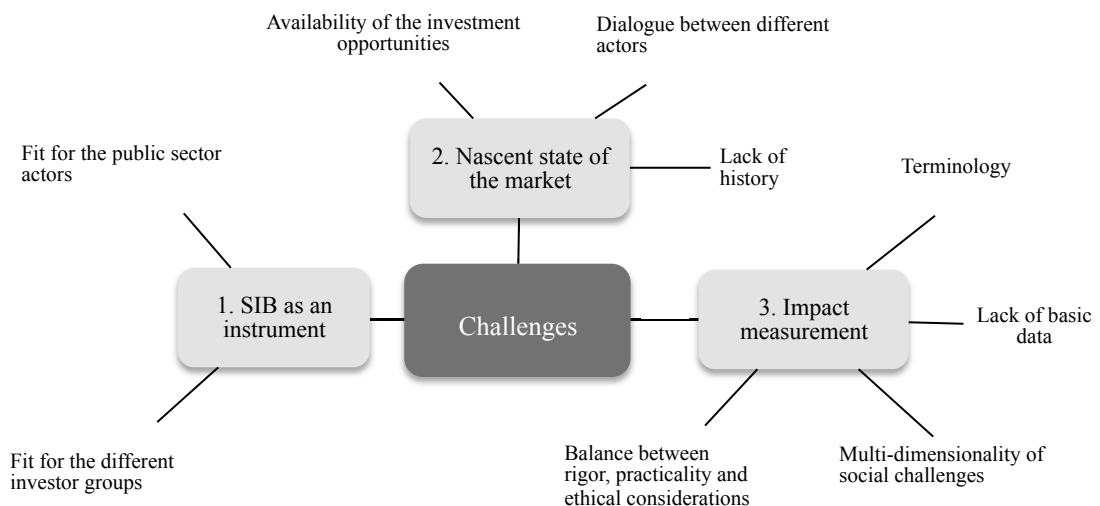 Availability of the investment
opportunities
Dialogue between different
actors
Fit for the public sector
actors
2. Nascent state of
the market
Lack of
history
Terminology
1. SIB as an
instrument
Challenges
3. Impact
measurement
Lack of basic
data
Fit for the different
investor groups
Balance between
rigor, practicality and
ethical considerations
Multi-dimensionality of
social challenges